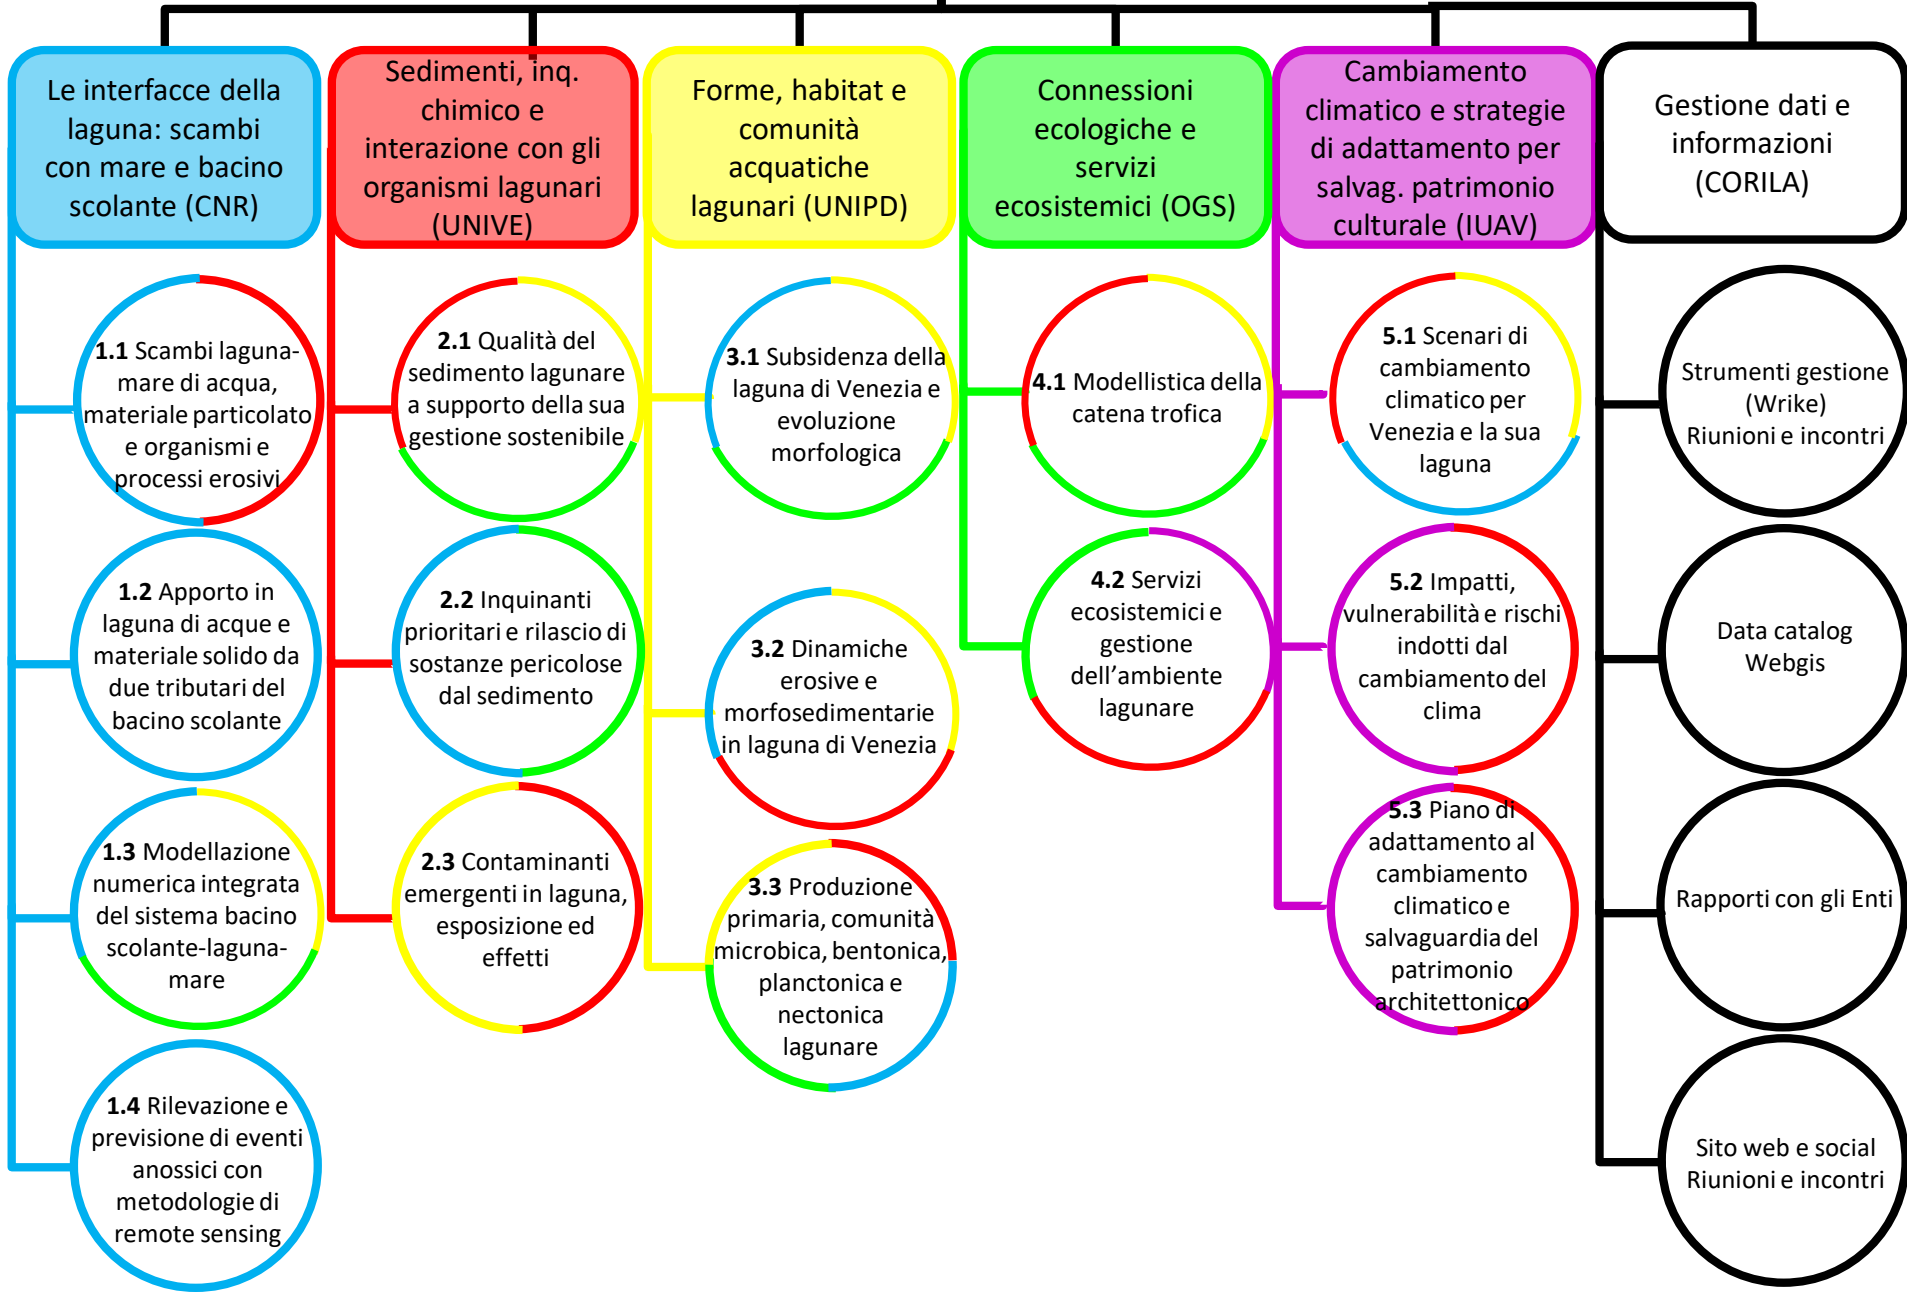 Le interfacce della
laguna: scambi
con mare e bacino
scolante (CNR)
Sedimenti, inq.
chimico e
interazione con gli
organismi lagunari
(UNIVE)
Forme, habitat e
comunità
acquatiche
lagunari (UNIPD)
Connessioni
ecologiche e
servizi
ecosistemici (OGS)
Cambiamento
climatico e strategie
di adattamento per
salvag. patrimonio
culturale (IUAV)
Gestione dati e
informazioni
(CORILA)
1.1 Scambi laguna-
mare di acqua,
materiale particolato
e organismi e
processi erosivi
1.2 Apporto in
laguna di acque e
materiale solido da
due tributari del
bacino scolante
1.3 Modellazione
numerica integrata
del sistema bacino
scolante-laguna-
mare
1.4 Rilevazione e
previsione di eventi
anossici con
metodologie di
remote sensing
2.1 Qualità del
sedimento lagunare
a supporto della sua
gestione sostenibile
2.2 Inquinanti
prioritari e rilascio di
sostanze pericolose
dal sedimento
2.3 Contaminanti
emergenti in laguna,
esposizione ed
effetti
3.1 Subsidenza della
laguna di Venezia e
evoluzione
morfologica
3.2 Dinamiche
erosive e
morfosedimentarie
in laguna di Venezia
3.3 Produzione
primaria, comunità
microbica, bentonica,
planctonica e
nectonica
lagunare
4.1 Modellistica della
catena trofica
4.2 Servizi
ecosistemici e
gestione
dell'ambiente
lagunare
5.1 Scenari di
cambiamento
climatico per
Venezia e la sua
laguna
5.2 Impatti,
vulnerabilità e rischi
indotti dal
cambiamento del
clima
5.3 Piano di
adattamento al
cambiamento
climatico e
salvaguardia del
patrimonio
architettonico
Strumenti gestione
(Wrike)
Riunioni e incontri
Data catalog
Webgis
Rapporti con gli Enti
Sito web e social
Riunioni e incontri